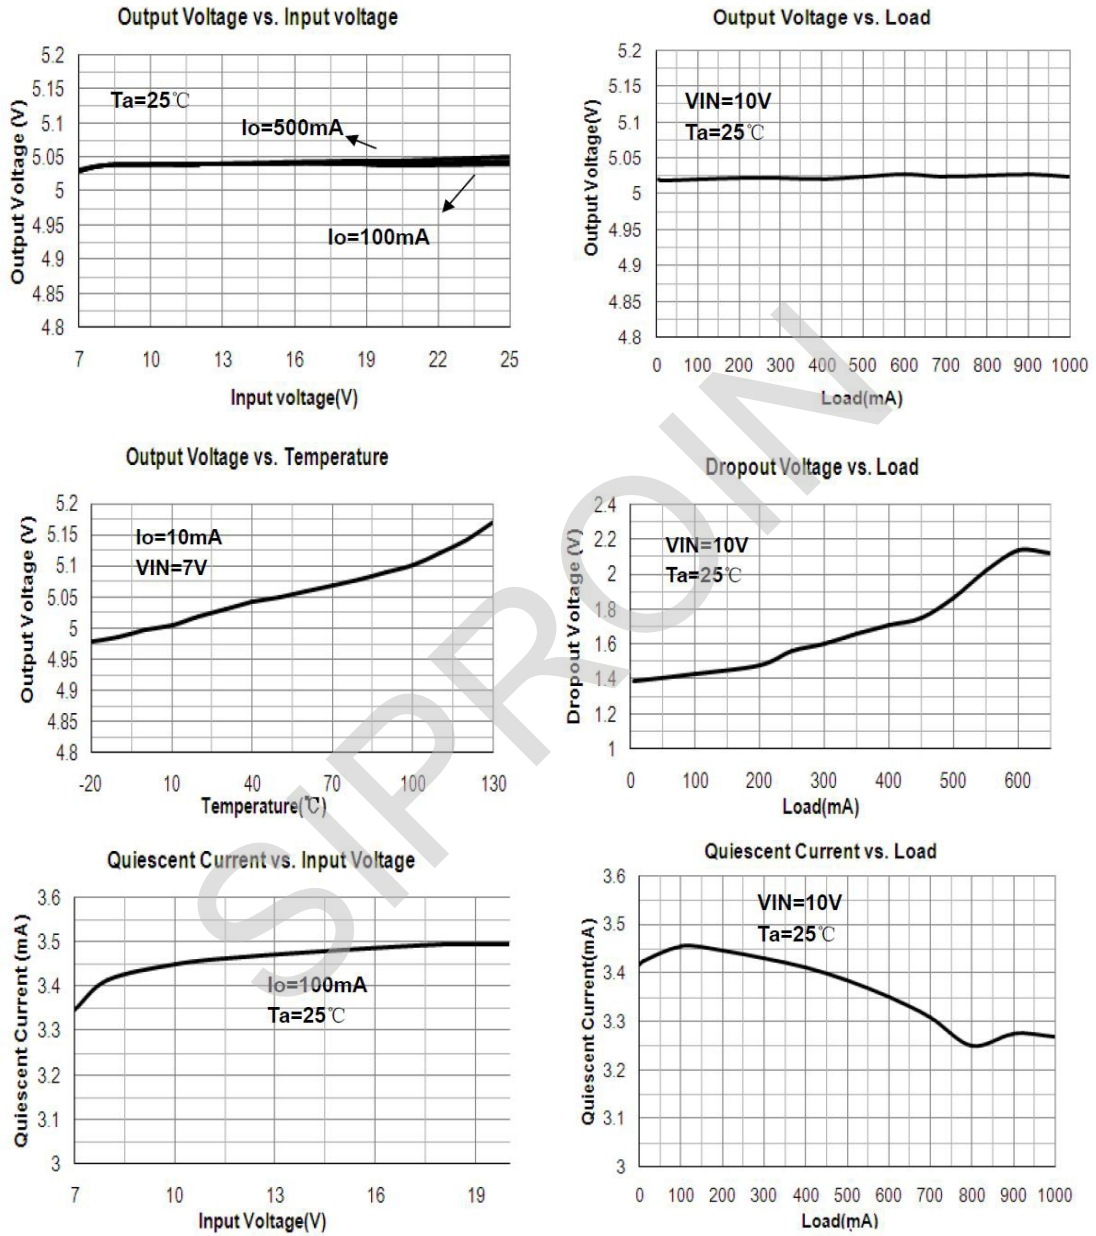 Output Voltage vs. Input voltage
Output Voltage (V)
5.2
5.15
5.1
5.05
5
4.95
4.9
4.85
4.8
Ta=25℃
Io=500mA
Io=100mA
7 10 13 16 19 22 25
Input voltage(V)
Output Voltage vs. Load
Output Voltage(V)
5.2
5.15
5.1
5.05
5
4.95
4.9
4.85
4.8
VIN=10V
Ta=25℃
0 100 200 300 400 500 600 700 800 900 1000
Load(mA)
Output Voltage vs. Temperature
Output Voltage (V)
5.2
5.15
5.1
5.05
5
4.95
4.9
4.85
4.8
Io=10mA
VIN=7V
-20 10 40 70 100 130
Temperature(℃)
Dropout Voltage vs. Load
Dropout Voltage (V)
2.4
2.2
2
1.8
1.6
1.4
1.2
1
VIN=10V
Ta=25℃
0 100 200 300 400 500 600
Load(mA)
Quiescent Current vs. Input Voltage
Quiescent Current (mA)
3.6
3.5
3.4
3.3
3.2
3.1
3
Io=100mA
Ta=25℃
7 10 13 16 19
Input Voltage(V)
Quiescent Current vs. Load
Quiescent Current(mA)
3.6
3.5
3.4
3.3
3.2
3.1
3
VIN=10V
Ta=25℃
0 100 200 300 400 500 600 700 800 900 1000
Load(mA)
SIPROIN